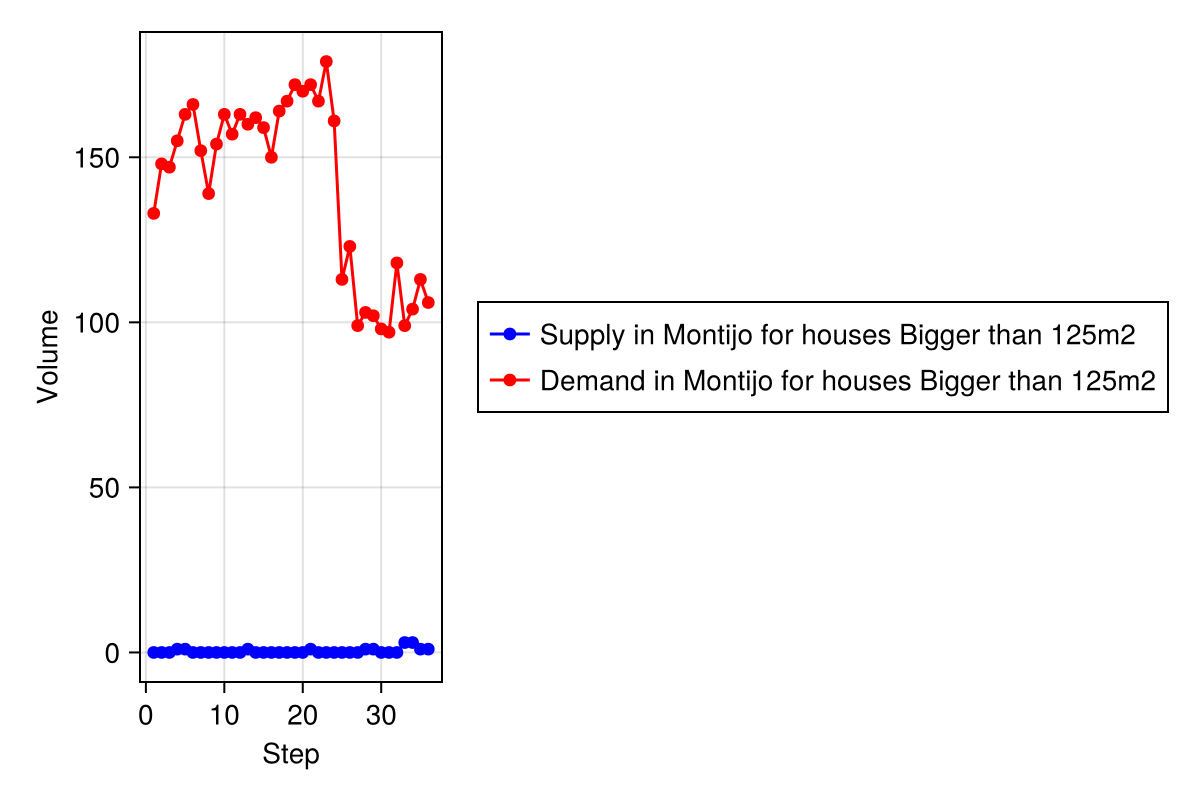 Volume
150
100
50
0
0 10 20 30
Step
Supply in Montijo for houses Bigger than 125m2
Demand in Montijo for houses Bigger than 125m2